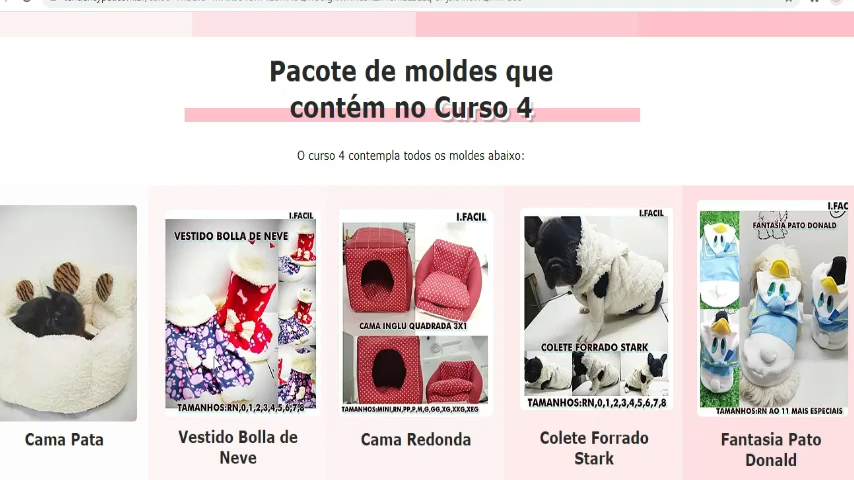 Pacote de moldes que
contém no Curso 4
O curso 4 contempla todos os moldes abaixo:
I.FACIL
VESTIDO BOLLA DE NEVE
TAMANHOS:RN,0,1,2,3,4,5,6,7,8
I.FACIL
CAMA INGLU QUADRADA 3X1
TAMANHOS:MINI,RN,PP,P,M,G,GG,XG,XXG,XEG
I.FACIL
COLETE FORRADO STARK
TAMANHOS:RN,0,1,2,3,4,5,6,7,8
I.FAC
FANTASIA PATO DONALD
TAMANHOS:RN AO 11 MAIS ESPECIAIS
Cama Pata
Vestido Bolla de
Neve
Cama Redonda
Colete Forrado
Stark
Fantasia Pato
Donald